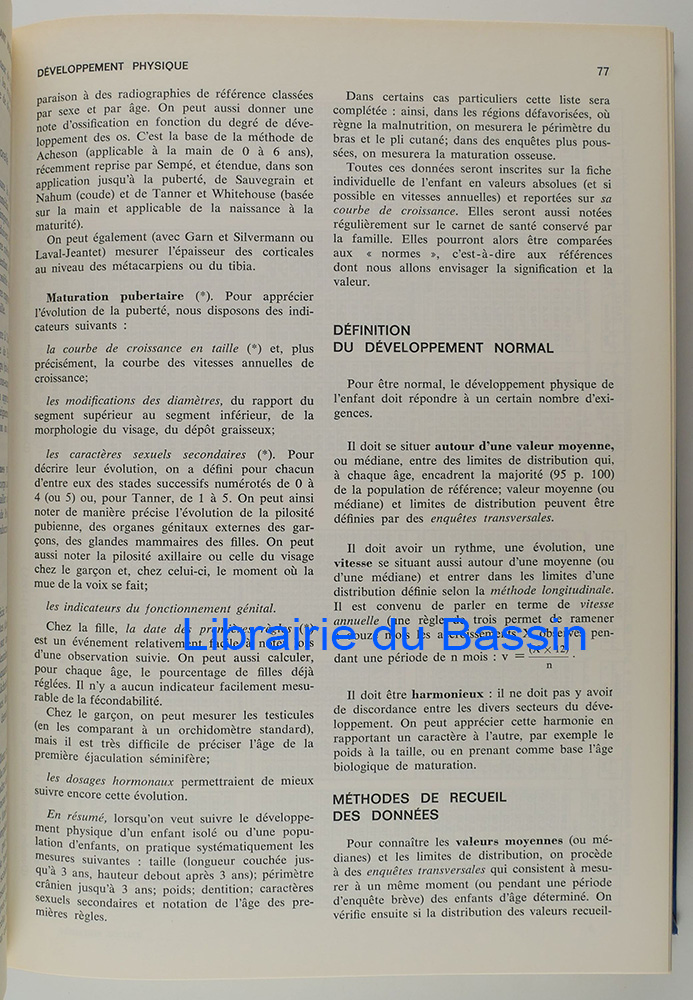 DÉVELOPPEMENT PHYSIQUE
77
paraison à des radiographies de référence classées
par sexe et par âge. On peut aussi donner une
note d'ossification en fonction du degré de déve-
loppement des os. C'est la base de la méthode de
Acheson (applicable à la main de 0 à 6 ans),
récemment reprise par Sempé, et étendue, dans son
application jusqu'à la puberté, de Sauvegrain et
Nahum (coude) et de Tanner et Whitehouse (basée
sur la main et applicable de la naissance à la
maturité).
On peut également (avec Garn et Silvermann ou
Laval-Jeantet) mesurer l'épaisseur des corticales
au niveau des métacarpiens ou du tibia.
Maturation pubertaire (*). Pour apprécier
l'évolution de la puberté, nous disposons des indi-
cateurs suivants :
la courbe de croissance en taille (*) et, plus
précisément, la courbe des vitesses annuelles de
croissance;
les modifications des diamètres, du rapport du
segment supérieur au segment inférieur, de la
morphologie du visage, du dépôt graisseux;
les caractères sexuels secondaires (*). Pour
décrire leur évolution, on a défini pour chacun
d'entre eux des stades successifs numérotés de 0 à
4 (ou 5) ou, pour Tanner, de 1 à 5. On peut ainsi
noter de manière précise l'évolution de la pilosité
pubienne, des organes génitaux externes des gar-
çons, des glandes mammaires des filles. On peut
aussi noter la pilosité axillaire ou celle du visage
chez le garçon et, chez celui-ci, le moment où la
mue de la voix se fait;
les indicateurs du fonctionnement génital.
Chez la fille, la date des premières règles (*)
est un événement relativement facile à noter lors
d'une observation suivie. On peut aussi calculer,
pour chaque âge, le pourcentage de filles déjà
réglées. Il n'y a aucun indicateur facilement mesu-
rable de la fécondabilité.
Chez le garçon, on peut mesurer les testicules
(en les comparant à un orchidomètre standard),
mais il est très difficile de préciser l'âge de la
première éjaculation séminifère;
les dosages hormonaux permettraient de mieux
suivre encore cette évolution.
En résumé, lorsqu'on veut suivre le développe-
ment physique d'un enfant isolé ou d'une popu-
lation d'enfants, on pratique systématiquement les
mesures suivantes : taille (longueur couchée jus-
qu'à 3 ans, hauteur debout après 3 ans); périmètre
crânien jusqu'à 3 ans; poids; dentition; caractères
sexuels secondaires et notation de l'âge des pre-
mières règles.
Dans certains cas particuliers cette liste sera
complétée : ainsi, dans les régions défavorisées, où
règne la malnutrition, on mesurera le périmètre du
bras et le pli cutané; dans des enquêtes plus pous-
sées, on mesurera la maturation osseuse.
Toutes ces données seront inscrites sur la fiche
individuelle de l'enfant en valeurs absolues (et si
possible en vitesses annuelles) et reportées sur sa
courbe de croissance. Elles seront aussi notées
régulièrement sur le carnet de santé conservé par
la famille. Elles pourront alors être comparées
aux « normes », c'est-à-dire aux références
dont nous allons envisager la signification et la
valeur.
DÉFINITION
DU DÉVELOPPEMENT NORMAL
Pour être normal, le développement physique de
l'enfant doit répondre à un certain nombre d'exi-
gences.
Il doit se situer autour d'une valeur moyenne,
ou médiane, entre des limites de distribution qui,
à chaque âge, encadrent la majorité (95 p. 100)
de la population de référence; valeur moyenne (ou
médiane) et limites de distribution peuvent être
définies par des enquêtes transversales.
Il doit avoir un rythme, une évolution, une
vitesse se situant aussi autour d'une moyenne (ou
d'une médiane) et entrer dans les limites d'une
distribution définie selon la méthode longitudinale.
Il est convenu de parler en terme de vitesse
annuelle (une règle de trois permet de ramener
à douze mois les accroissements X observés pen-
dant une période de n mois : v = (X × 12) / n .
Il doit être harmonieux : il ne doit pas y avoir
de discordance entre les divers secteurs du déve-
loppement. On peut apprécier cette harmonie en
rapportant un caractère à l'autre, par exemple le
poids à la taille, ou en prenant comme base l'âge
biologique de maturation.
MÉTHODES DE RECUEIL
DES DONNÉES
Pour connaître les valeurs moyennes (ou mé-
dianes) et les limites de distribution, on procède
à des enquêtes transversales qui consistent à mesu-
rer à un même moment (ou pendant une période
d'enquête brève) des enfants d'âge déterminé. On
vérifie ensuite si la distribution des valeurs recueil-
Librairie du Bassin